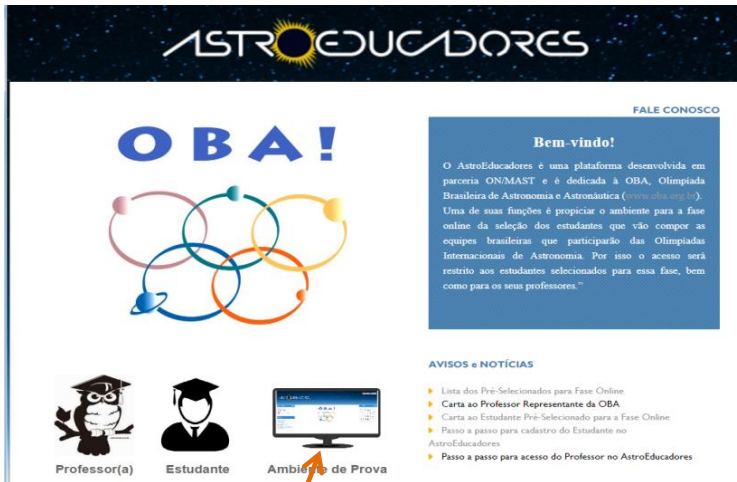 ASTROEDUCADORES
FALE CONOSCO
OBA!
Bem-vindo!
O AstroEducadores é uma plataforma desenvolvida em
parceria ON/MAST e é dedicada à OBA, Olimpíada
Brasileira de Astronomia e Astronáutica (www.oba.org.br).
Uma de suas funções é propiciar o ambiente para a fase
online da seleção dos estudantes que vão compor as
equipes brasileiras que participarão das Olimpíadas
Internacionais de Astronomia. Por isso o acesso será
restrito aos estudantes selecionados para essa fase, bem
como para os seus professores.”
AVISOS e NOTÍCIAS
Lista dos Pré-Selecionados para Fase Online
Carta ao Professor Representante da OBA
Carta ao Estudante Pré-Selecionado para a Fase Online
Passo a passo para cadastro do Estudante no
AstroEducadores
Passo a passo para acesso do Professor no AstroEducadores
Professor(a)
Estudante
Ambiente de Prova